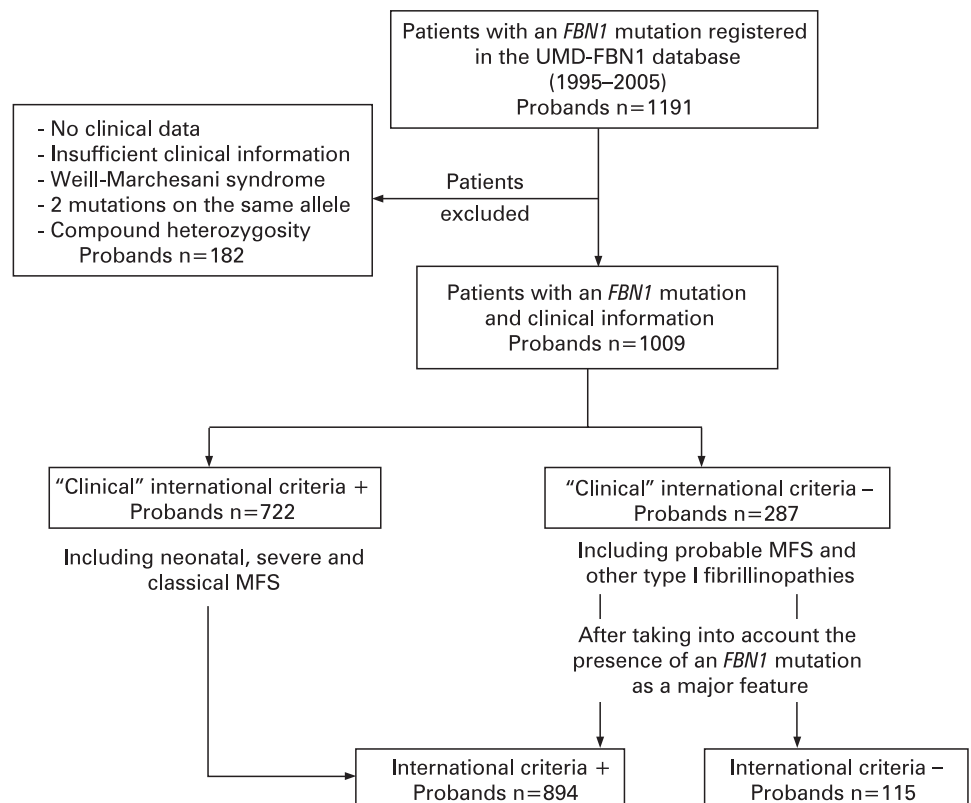 Patients with an FBN1 mutation registered
in the UMD-FBN1 database
(1995–2005)
Probands n=1191
- No clinical data
- Insufficient clinical information
- Weill-Marchesani syndrome
- 2 mutations on the same allele
- Compound heterozygosity
Probands n=182
Patients
excluded
Patients with an FBN1 mutation
and clinical information
Probands n=1009
“Clinical” international criteria +
Probands n=722
“Clinical” international criteria –
Probands n=287
Including neonatal, severe and
classical MFS
Including probable MFS and
other type I fibrillinopathies
After taking into account the
presence of an FBN1 mutation
as a major feature
International criteria +
Probands n=894
International criteria –
Probands n=115